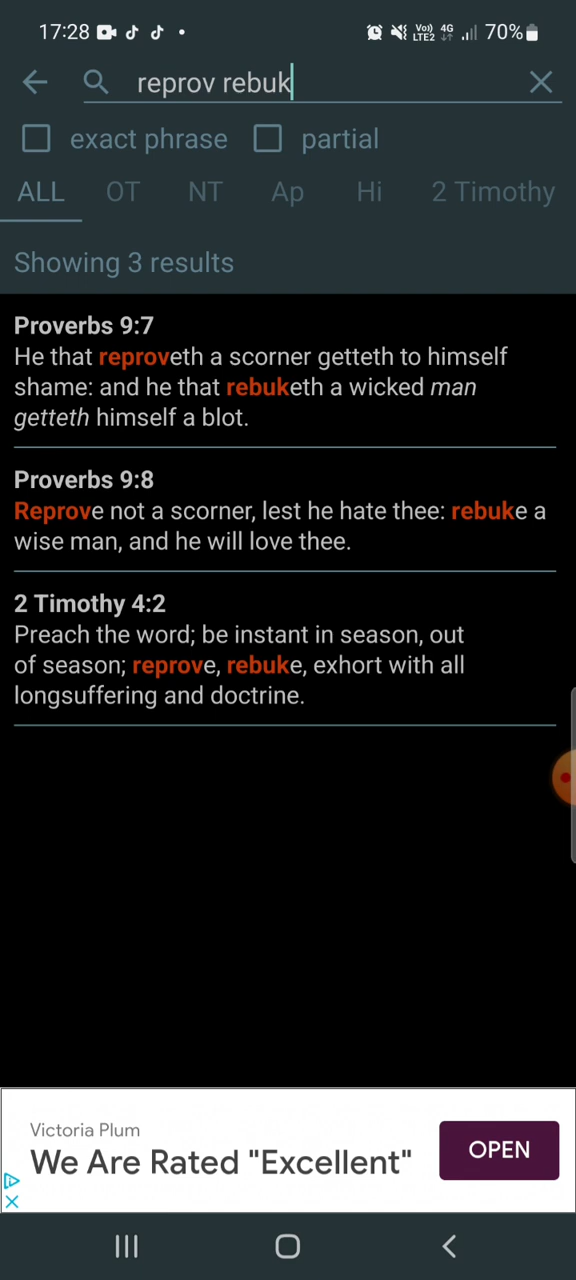 17:28 Vo)) LTE2 4G 70%
reprov rebuk
exact phrase partial
ALL OT NT Ap Hi 2 Timothy
Showing 3 results
Proverbs 9:7
He that reproveth a scorner getteth to himself
shame: and he that rebuketh a wicked man
getteth himself a blot.
Proverbs 9:8
Reprove not a scorner, lest he hate thee: rebuke a
wise man, and he will love thee.
2 Timothy 4:2
Preach the word; be instant in season, out
of season; reprove, rebuke, exhort with all
longsuffering and doctrine.
Victoria Plum
We Are Rated "Excellent"
OPEN